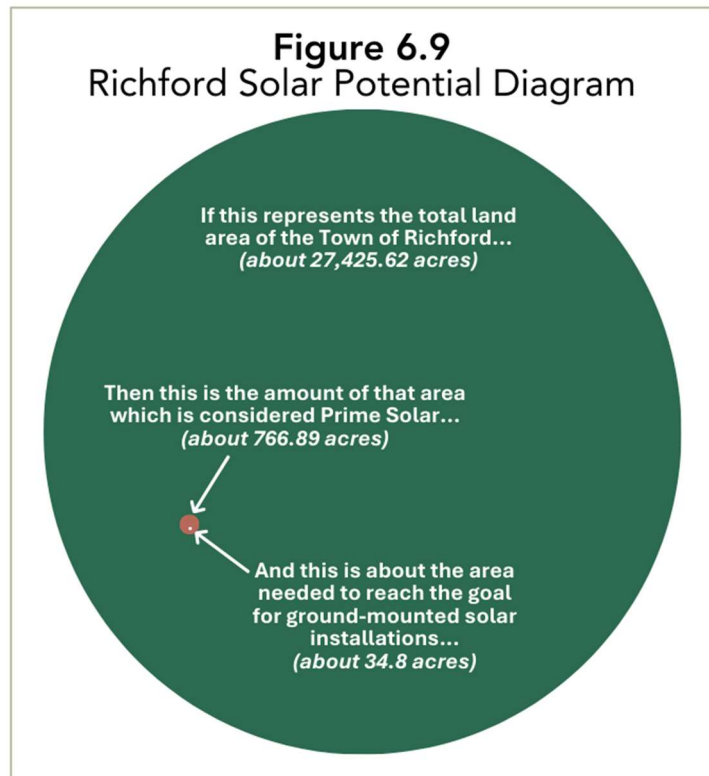 Figure 6.9
Richford Solar Potential Diagram
If this represents the total land
area of the Town of Richford...
(about 27,425.62 acres)
Then this is the amount of that area
which is considered Prime Solar...
(about 766.89 acres)
And this is about the area
needed to reach the goal
for ground-mounted solar
installations...
(about 34.8 acres)